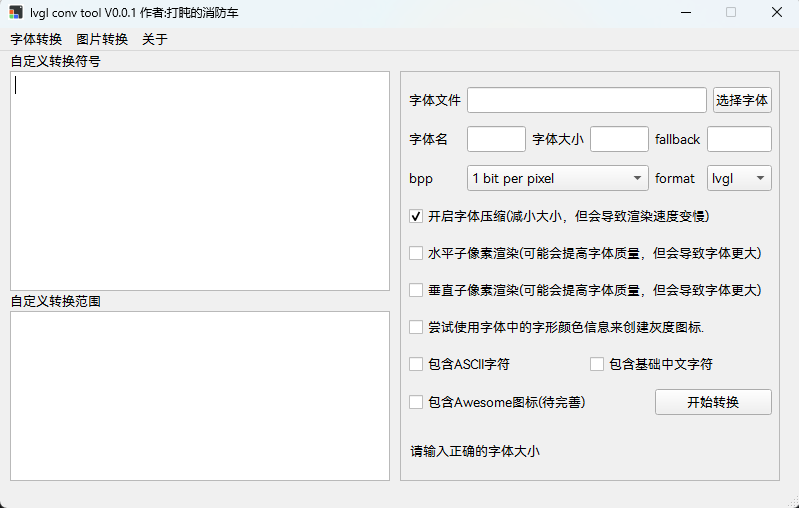 lvgl conv tool V0.0.1 作者:打盹的消防车
字体转换 图片转换 关于
自定义转换符号
字体文件 选择字体
字体名 字体大小 fallback
bpp 1 bit per pixel format lvgl
开启字体压缩(减小大小，但会导致渲染速度变慢)
水平子像素渲染(可能会提高字体质量，但会导致字体更大)
垂直子像素渲染(可能会提高字体质量，但会导致字体更大)
自定义转换范围
尝试使用字体中的字形颜色信息来创建灰度图标.
包含ASCII字符 包含基础中文字符
包含Awesome图标(待完善) 开始转换
请输入正确的字体大小